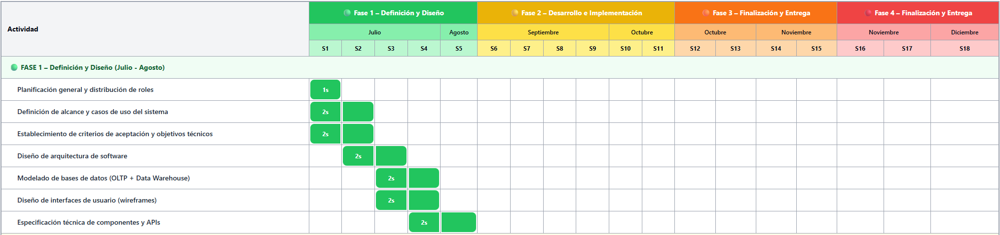 Actividad
Fase 1 – Definición y Diseño
Fase 2 – Desarrollo e Implementación
Fase 3 – Finalización y Entrega
Fase 4 – Finalización y Entrega
Julio Agosto Septiembre Octubre Octubre Noviembre Noviembre Diciembre
S1 S2 S3 S4 S5 S6 S7 S8 S9 S10 S11 S12 S13 S14 S15 S16 S17 S18
FASE 1 – Definición y Diseño (Julio - Agosto)
Planificación general y distribución de roles 1s
Definición de alcance y casos de uso del sistema 2s
Establecimiento de criterios de aceptación y objetivos técnicos 2s
Diseño de arquitectura de software 2s
Modelado de bases de datos (OLTP + Data Warehouse) 2s
Diseño de interfaces de usuario (wireframes) 2s
Especificación técnica de componentes y APIs 2s